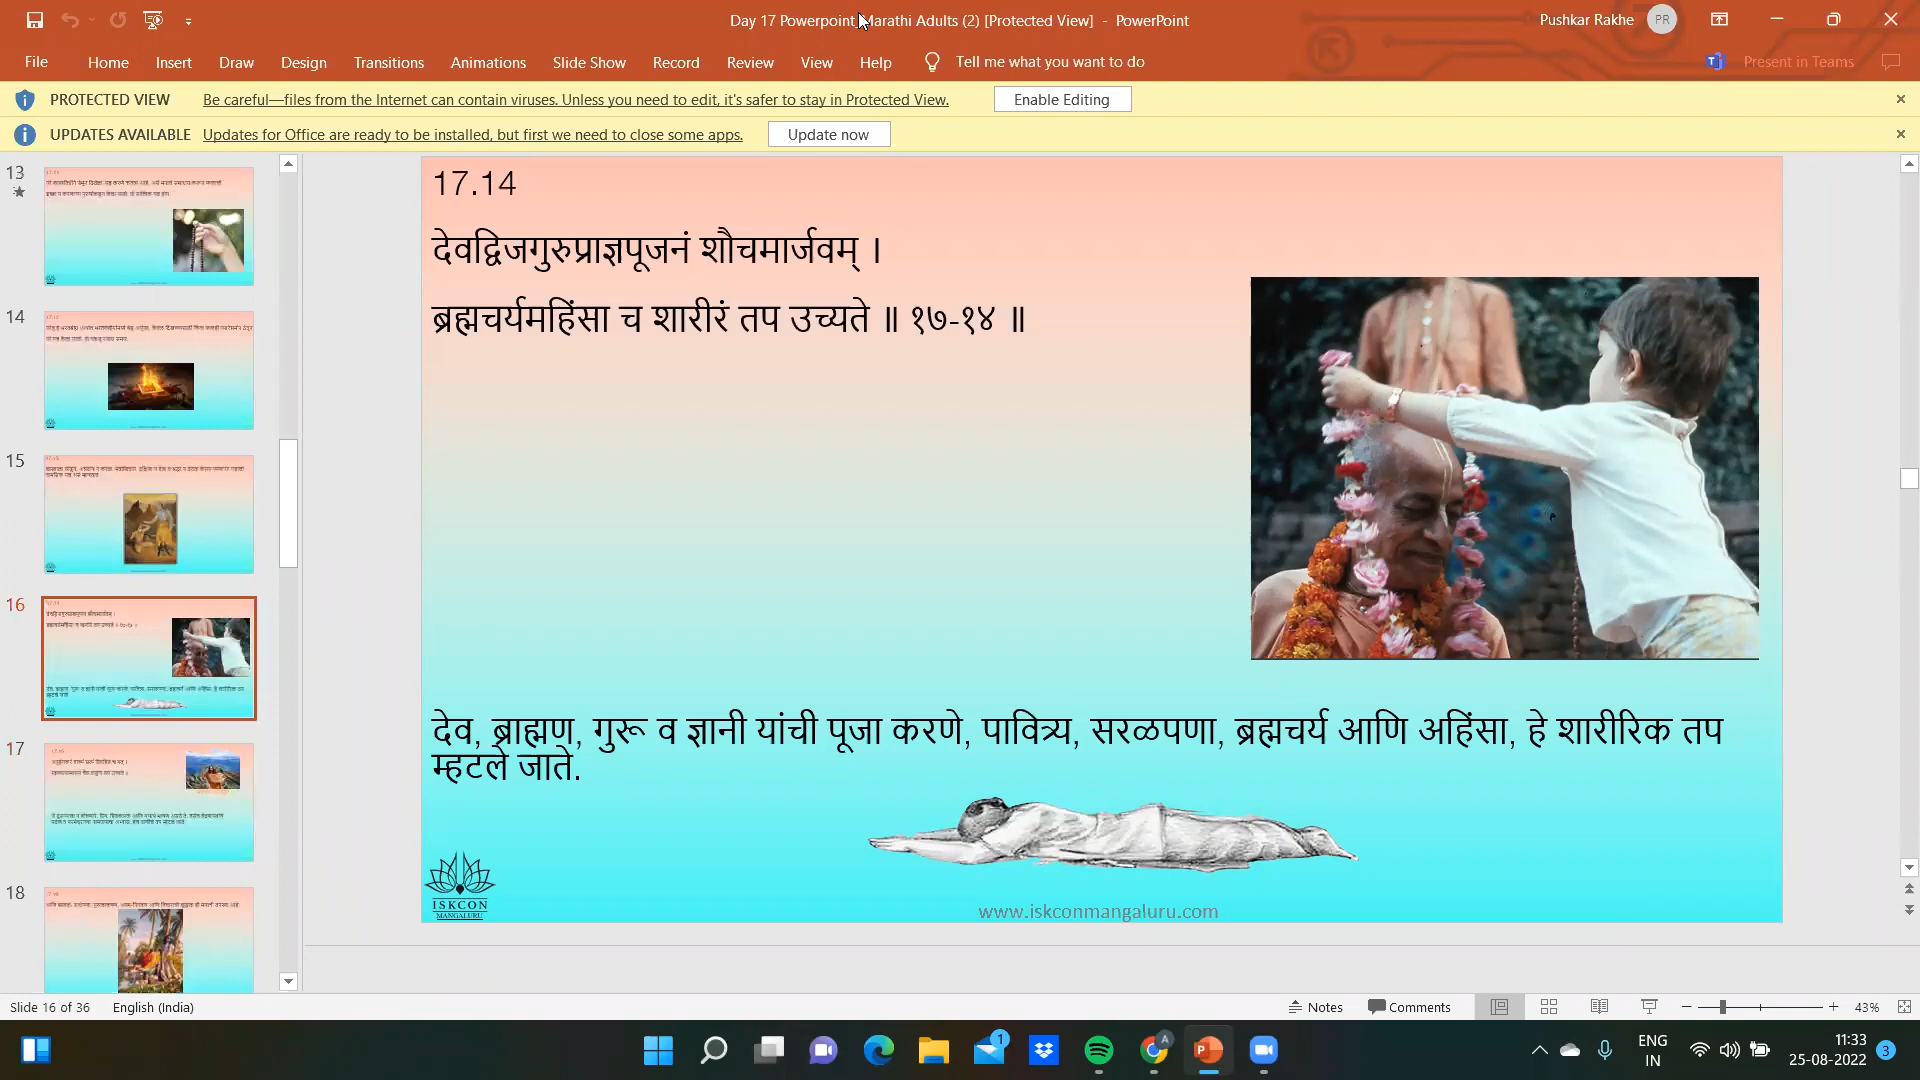 Day 17 Powerpoint Marathi Adults (2) [Protected View] - PowerPoint
Pushkar Rakhe
PR
File
Home
Insert
Draw
Design
Transitions
Animations
Slide Show
Record
Review
View
Help
Tell me what you want to do
Present in Teams
PROTECTED VIEW
Be careful—files from the Internet can contain viruses. Unless you need to edit, it's safer to stay in Protected View.
Enable Editing
UPDATES AVAILABLE
Updates for Office are ready to be installed, but first we need to close some apps.
Update now
13
14
15
16
17
18
17.14
देवद्विजगुरुप्राज्ञपूजनं शौचमार्जवम् ।
ब्रह्मचर्यमहिंसा च शारीरं तप उच्यते ॥ १७-१४ ॥
देव, ब्राह्मण, गुरू व ज्ञानी यांची पूजा करणे, पावित्र्य, सरळपणा, ब्रह्मचर्य आणि अहिंसा, हे शारीरिक तप
म्हटले जाते.
ISKCON
MANGALURU
www.iskconmangaluru.com
Slide 16 of 36
English (India)
Notes
Comments
43%
1
A
ENG
IN
11:33
25-08-2022
3